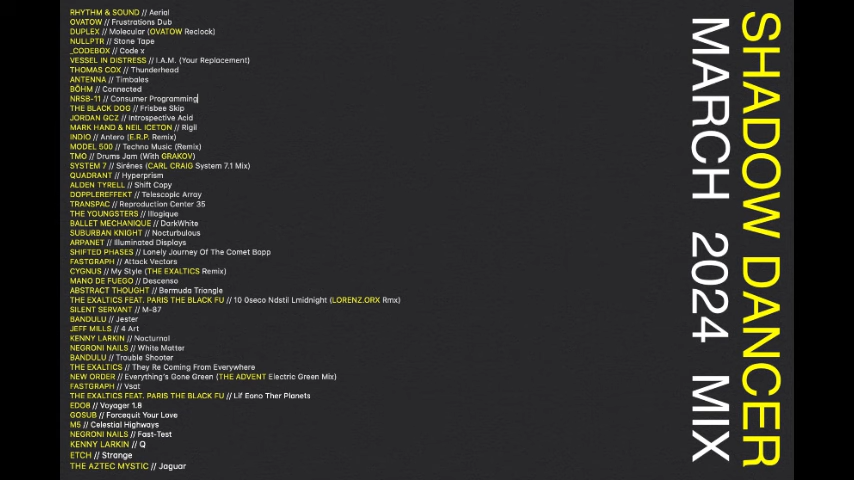 RHYTHM & SOUND // Aerial
OVATOW // Frustrations Dub
DUPLEX // Molecular (OVATOW Reclock)
NULLPTR // Stone Tape
_CODEBOX // Code x
VESSEL IN DISTRESS // I.A.M. (Your Replacement)
THOMAS COX // Thunderhead
ANTENNA // Timbales
BÖHM // Connected
NRSB-11 // Consumer Programming
THE BLACK DOG // Frisbee Skip
JORDAN GCZ // Introspective Acid
MARK HAND & NEIL ICETON // Rigil
INDIO // Antero (E.R.P. Remix)
MODEL 500 // Techno Music (Remix)
TMO // Drums Jam (With GRAKOV)
SYSTEM 7 // Sirénes (CARL CRAIG System 7.1 Mix)
QUADRANT // Hyperprism
ALDEN TYRELL // Shift Copy
DOPPLEREFFEKT // Telescopic Array
TRANSPAC // Reproduction Center 35
THE YOUNGSTERS // Illogique
BALLET MECHANIQUE // DarkWhite
SUBURBAN KNIGHT // Nocturbulous
ARPANET // Illuminated Displays
SHIFTED PHASES // Lonely Journey Of The Comet Bopp
FASTGRAPH // Attack Vectors
CYGNUS // My Style (THE EXALTICS Remix)
MANO DE FUEGO // Descenso
ABSTRACT THOUGHT // Bermuda Triangle
THE EXALTICS FEAT. PARIS THE BLACK FU // 10 0seco Ndstil Lmidnight (LORENZ.ORX Rmx)
SILENT SERVANT // M-87
BANDULU // Jester
JEFF MILLS // 4 Art
KENNY LARKIN // Nocturnal
NEGRONI NAILS // White Matter
BANDULU // Trouble Shooter
THE EXALTICS // They Re Coming From Everywhere
NEW ORDER // Everything's Gone Green (THE ADVENT Electric Green Mix)
FASTGRAPH // Vsat
THE EXALTICS FEAT. PARIS THE BLACK FU // Lif Eono Ther Planets
EDOB // Voyager 1.8
GOSUB // Forcequit Your Love
M5 // Celestial Highways
NEGRONI NAILS // Fast-Test
KENNY LARKIN // Q
ETCH // Strange
THE AZTEC MYSTIC // Jaguar
SHADOW DANCER
MARCH 2024 MIX